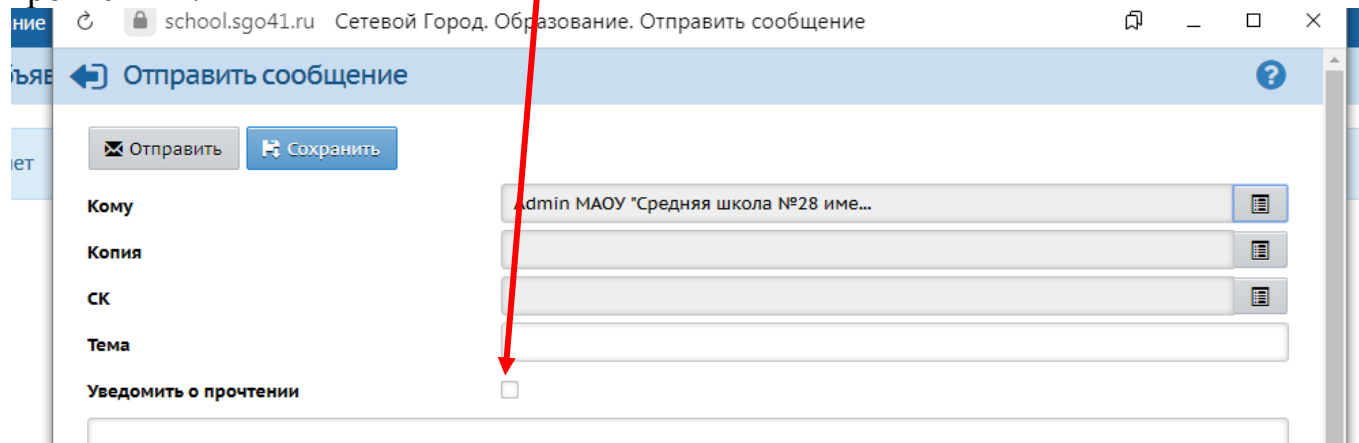 ние school.sgo41.ru Сетевой Город. Образование. Отправить сообщение
ъяв Отправить сообщение ?
Отправить Сохранить
ет
Кому Admin МАОУ "Средняя школа №28 име...
Копия
СК
Тема
Уведомить о прочтении